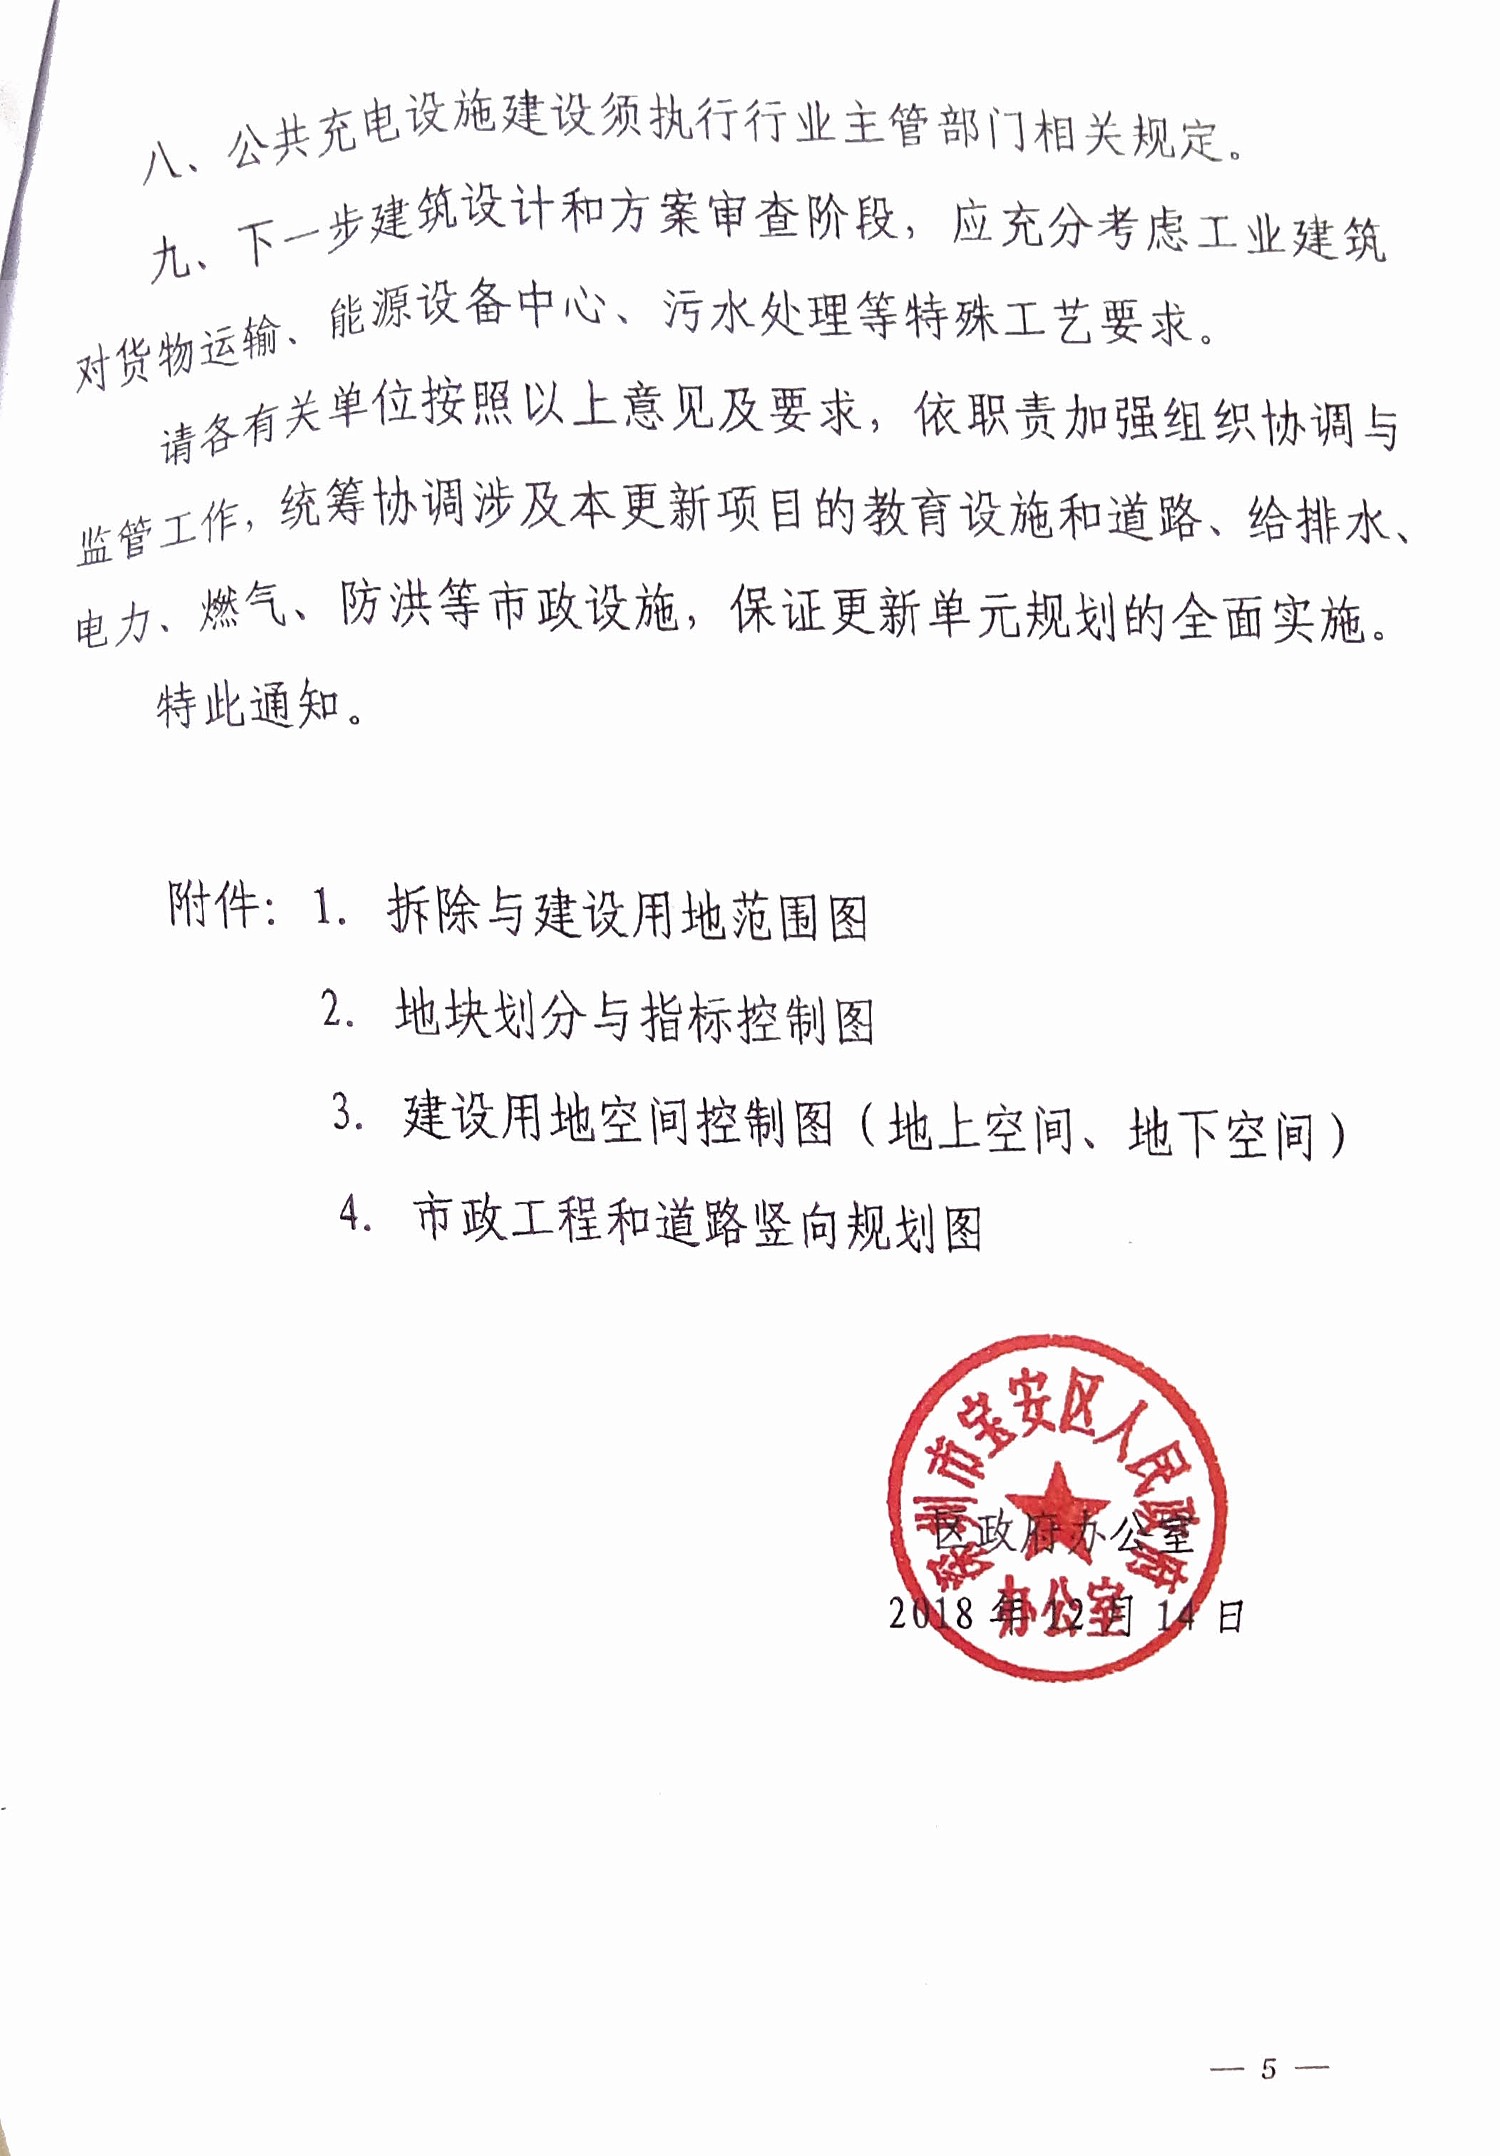 八、公共充电设施建设须执行行业主管部门相关规定。
九、下一步建筑设计和方案审查阶段，应充分考虑工业建筑
对货物运输、能源设备中心、污水处理等特殊工艺要求。
请各有关单位按照以上意见及要求，依职责加强组织协调与
监管工作，统筹协调涉及本更新项目的教育设施和道路、给排水、
电力、燃气、防洪等市政设施，保证更新单元规划的全面实施。
特此通知。
附件：1. 拆除与建设用地范围图
2. 地块划分与指标控制图
3. 建设用地空间控制图（地上空间、地下空间）
4. 市政工程和道路竖向规划图
深圳市宝安区人民政府
办公室
区政府办公室
2018年12月14日
— 5 —